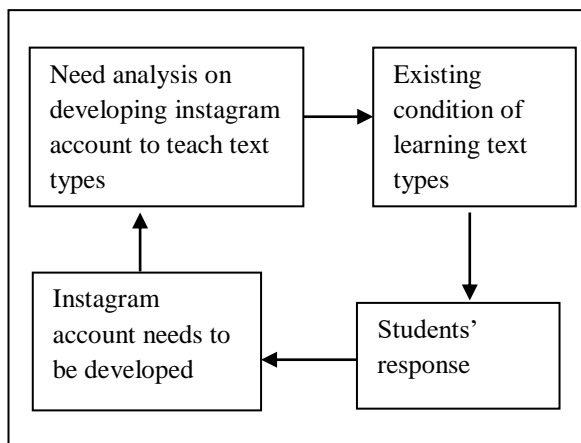 Need analysis on
developing instagram
account to teach text
types
Existing
condition of
learning text
types
Instagram
account needs to
be developed
Students’
response